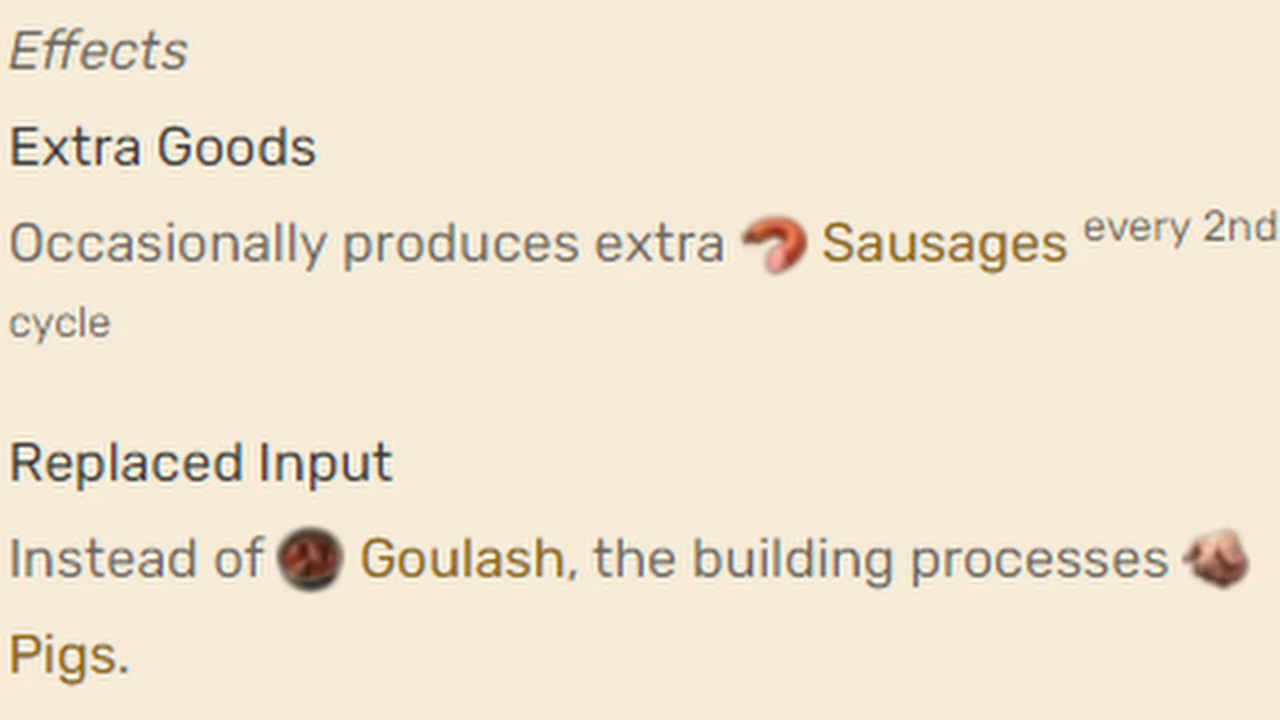 Effects
Extra Goods
Occasionally produces extra Sausages every 2nd
cycle
Replaced Input
Instead of Goulash, the building processes
Pigs.